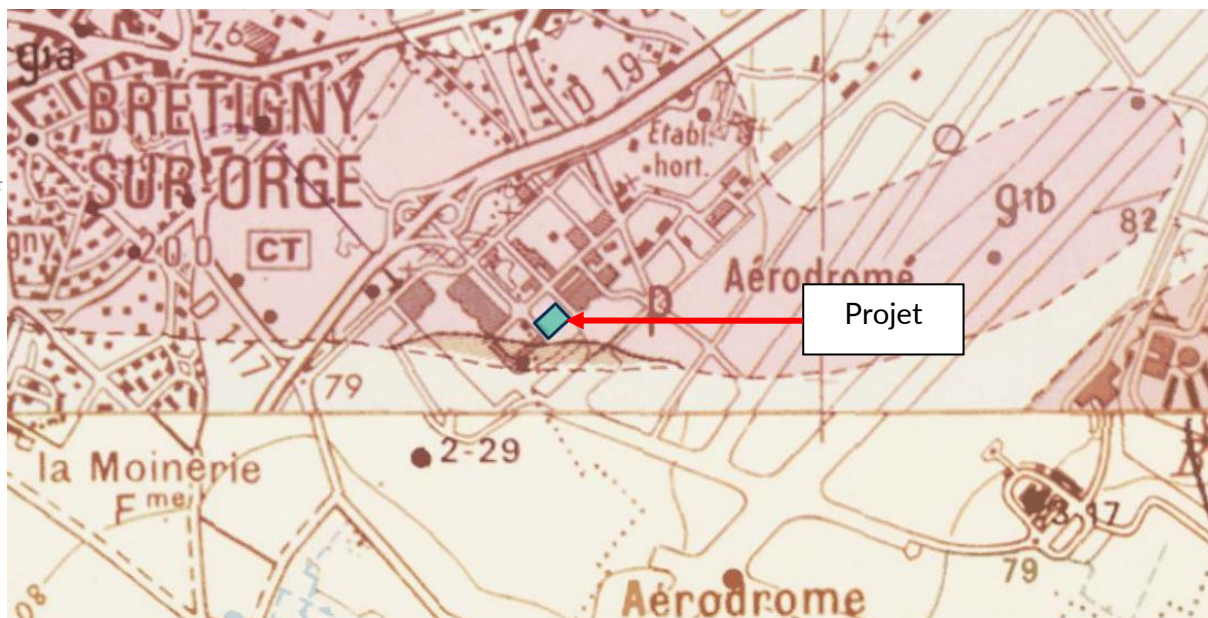 76
g1a
BRETIGNY
SUR ORGE
D 19
Etabl.
hort.
g1b
82
200
CT
Aérodrome
p
Projet
D 117
79
2-29
la Moinerie
Fme
3-17
79
Aérodrome